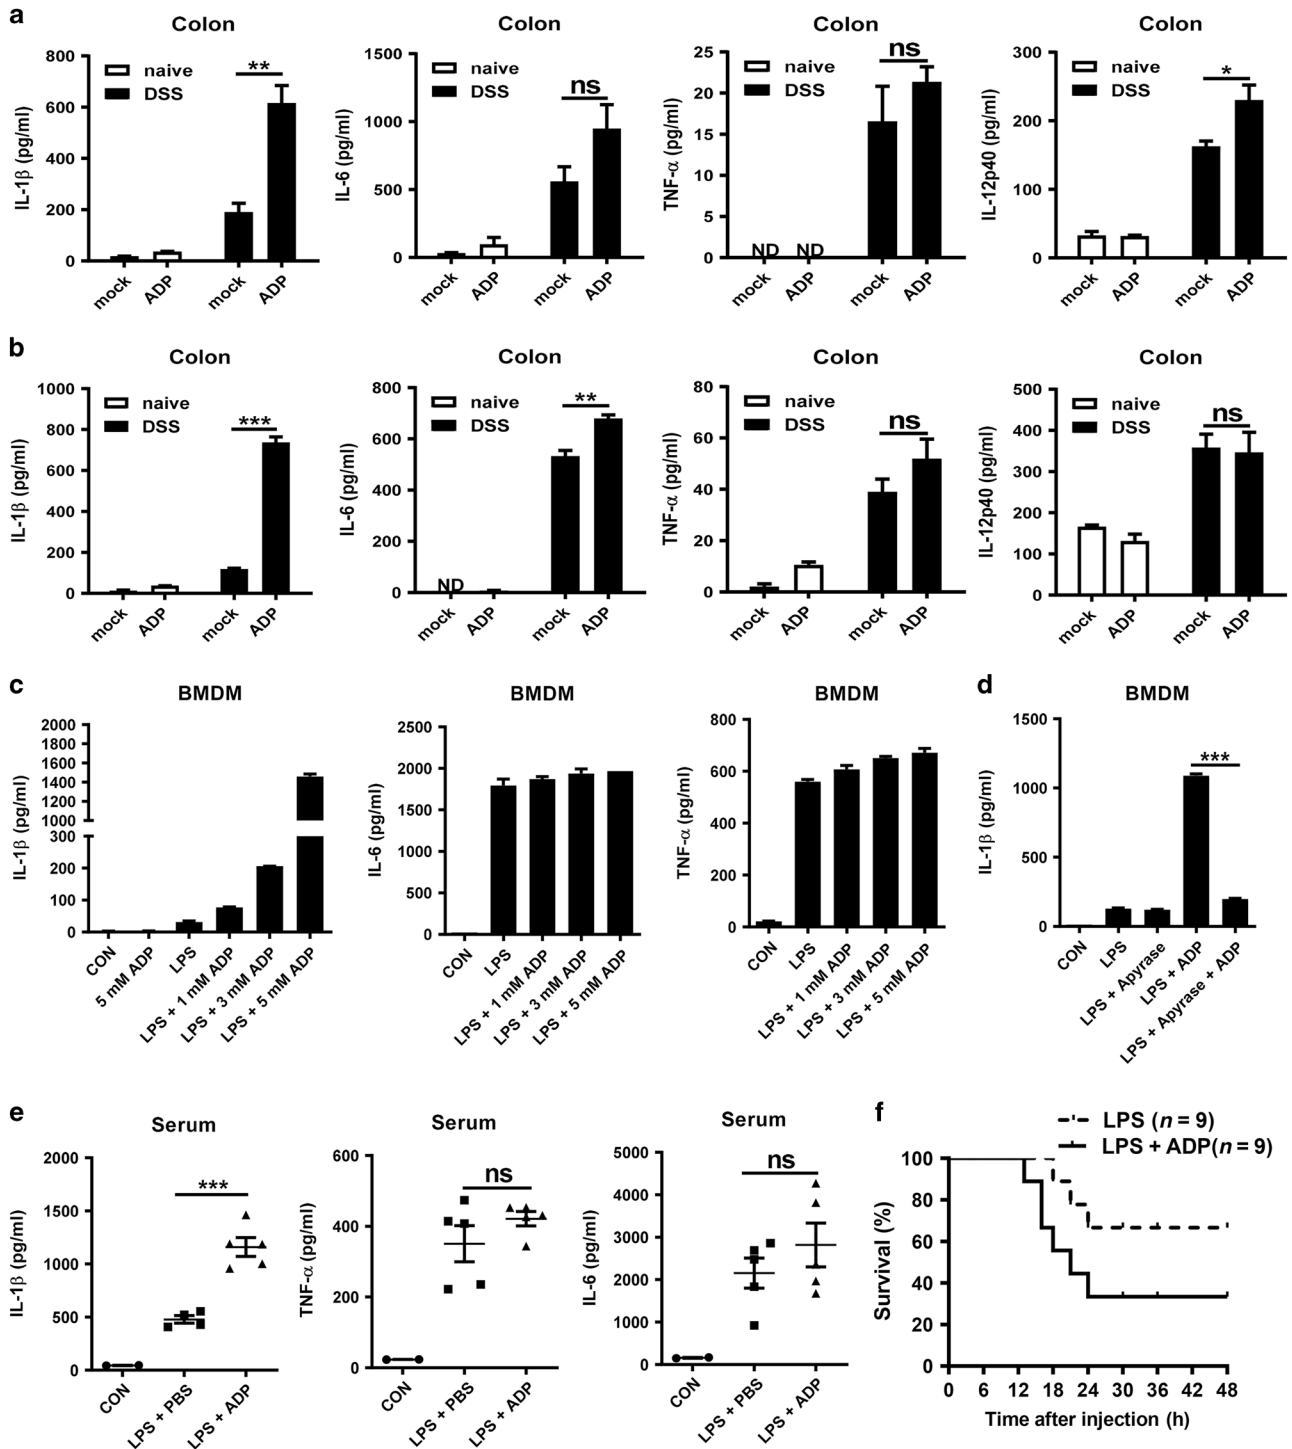 a
Colon
IL-1β (pg/ml)
800
600
400
200
0
naive
DSS
**
mock
ADP
mock
ADP
Colon
IL-6 (pg/ml)
1500
1000
500
0
naive
DSS
ns
mock
ADP
mock
ADP
Colon
TNF-α (pg/ml)
25
20
15
10
5
0
naive
DSS
ns
ND
ND
mock
ADP
mock
ADP
Colon
IL-12p40 (pg/ml)
300
200
100
0
naive
DSS
*
mock
ADP
mock
ADP
b
Colon
IL-1β (pg/ml)
1000
800
600
400
200
0
naive
DSS
***
mock
ADP
mock
ADP
Colon
IL-6 (pg/ml)
800
600
400
200
0
naive
DSS
**
ND
mock
ADP
mock
ADP
Colon
TNF-α (pg/ml)
80
60
40
20
0
naive
DSS
ns
mock
ADP
mock
ADP
Colon
IL-12p40 (pg/ml)
500
400
300
200
100
0
naive
DSS
ns
mock
ADP
mock
ADP
c
BMDM
IL-1β (pg/ml)
2000
1800
1600
1400
1200
1000
300
200
100
0
CON
5 mM ADP
LPS
LPS + 1 mM ADP
LPS + 3 mM ADP
LPS + 5 mM ADP
BMDM
IL-6 (pg/ml)
2500
2000
1500
1000
500
0
CON
LPS
LPS + 1 mM ADP
LPS + 3 mM ADP
LPS + 5 mM ADP
BMDM
TNF-α (pg/ml)
800
600
400
200
0
CON
LPS
LPS + 1 mM ADP
LPS + 3 mM ADP
LPS + 5 mM ADP
d
BMDM
IL-1β (pg/ml)
1500
1000
500
0
***
CON
LPS
LPS + Apyrase
LPS + ADP
LPS + Apyrase + ADP
e
Serum
IL-1β (pg/ml)
2000
1500
1000
500
0
***
CON
LPS + PBS
LPS + ADP
Serum
TNF-α (pg/ml)
600
400
200
0
ns
CON
LPS + PBS
LPS + ADP
Serum
IL-6 (pg/ml)
5000
4000
3000
2000
1000
0
ns
CON
LPS + PBS
LPS + ADP
f
LPS (n = 9)
LPS + ADP(n = 9)
Survival (%)
100
80
60
40
20
0
0 6 12 18 24 30 36 42 48
Time after injection (h)